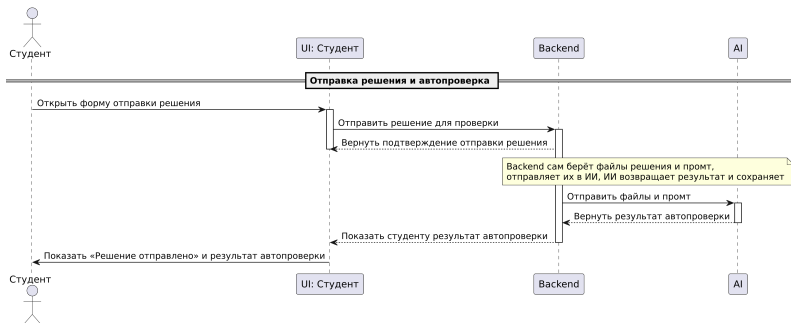 Студент
UI: Студент
Backend
AI
Отправка решения и автопроверка
Открыть форму отправки решения
Отправить решение для проверки
Вернуть подтверждение отправки решения
Backend сам берёт файлы решения и промт,
отправляет их в ИИ, ИИ возвращает результат и сохраняет
Отправить файлы и промт
Вернуть результат автопроверки
Показать студенту результат автопроверки
Показать «Решение отправлено» и результат автопроверки
Студент
UI: Студент
Backend
AI